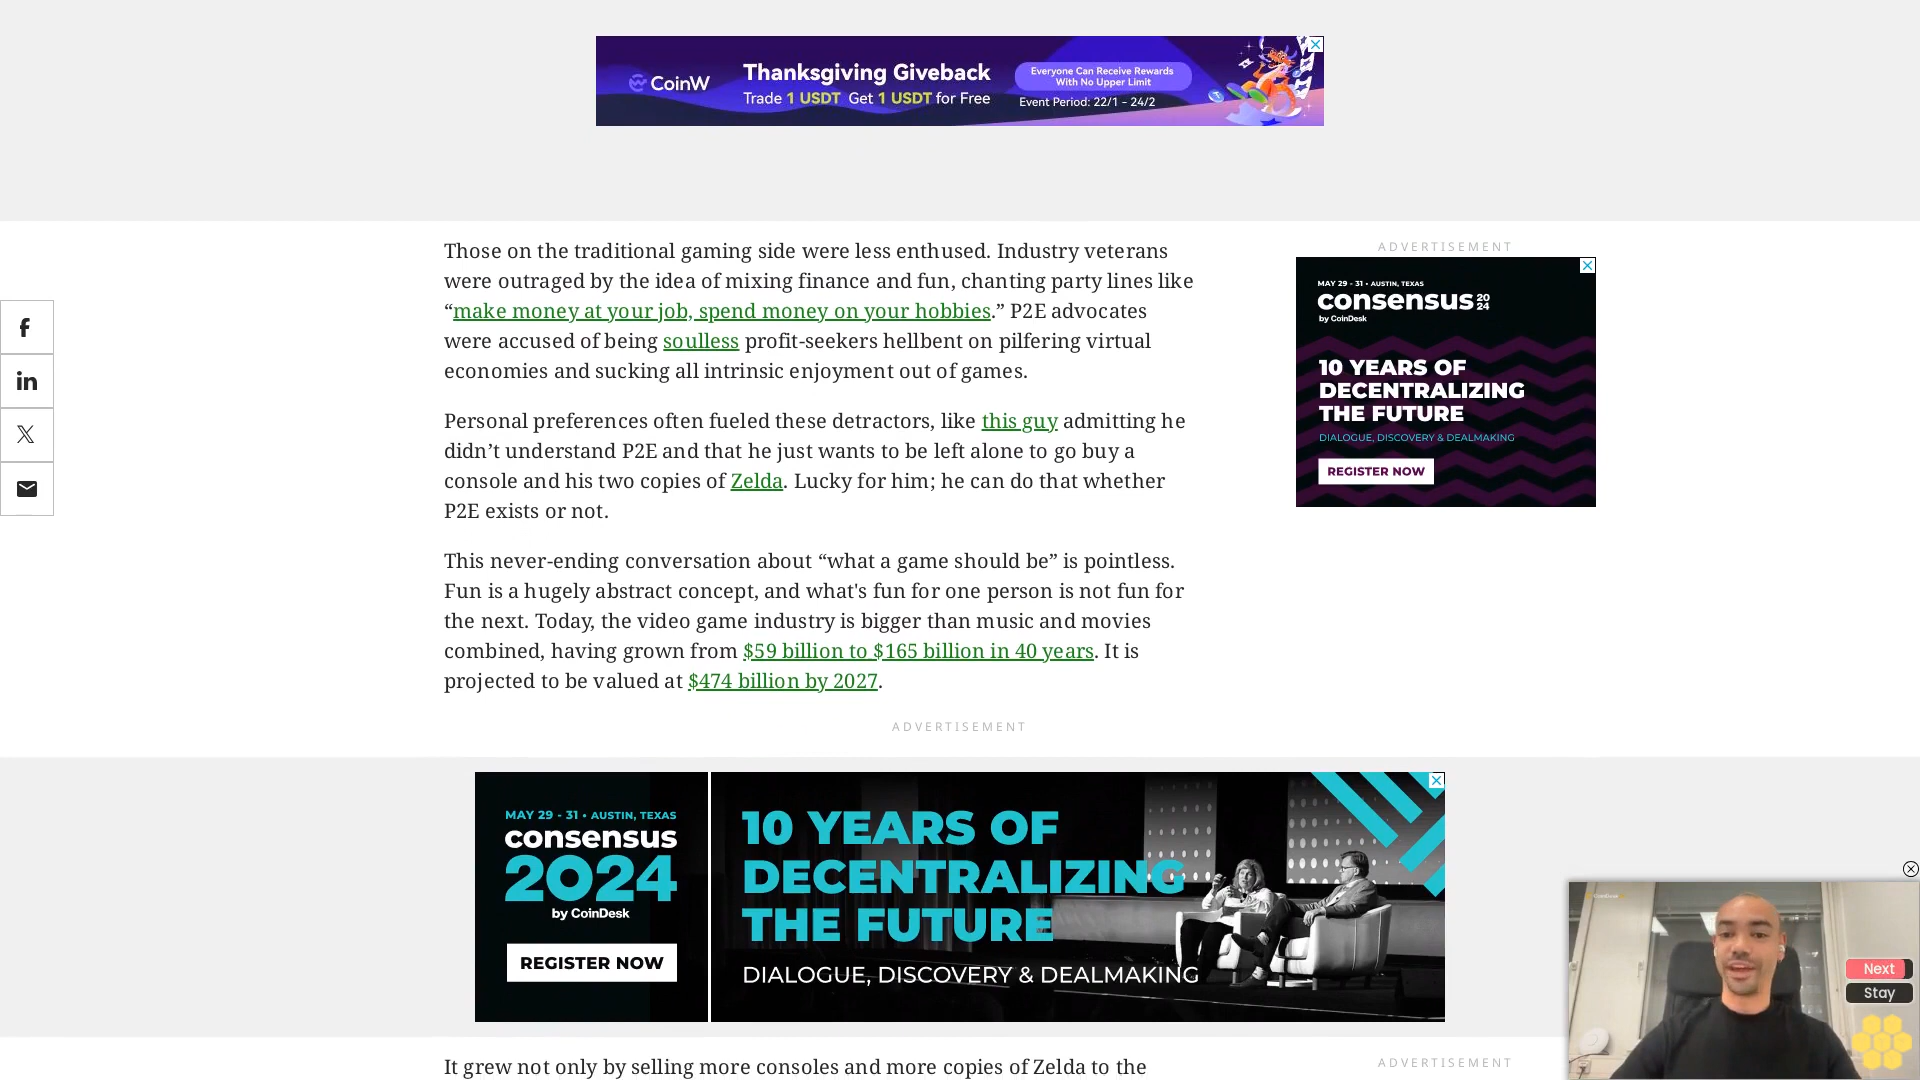 CoinW
Thanksgiving Giveback
Trade 1 USDT Get 1 USDT for Free
Everyone Can Receive Rewards
With No Upper Limit
Event Period: 22/1 - 24/2
Those on the traditional gaming side were less enthused. Industry veterans
were outraged by the idea of mixing finance and fun, chanting party lines like
“make money at your job, spend money on your hobbies.” P2E advocates
were accused of being soulless profit-seekers hellbent on pilfering virtual
economies and sucking all intrinsic enjoyment out of games.
Personal preferences often fueled these detractors, like this guy admitting he
didn’t understand P2E and that he just wants to be left alone to go buy a
console and his two copies of Zelda. Lucky for him; he can do that whether
P2E exists or not.
This never-ending conversation about “what a game should be” is pointless.
Fun is a hugely abstract concept, and what's fun for one person is not fun for
the next. Today, the video game industry is bigger than music and movies
combined, having grown from $59 billion to $165 billion in 40 years. It is
projected to be valued at $474 billion by 2027.
ADVERTISEMENT
MAY 29 - 31 • AUSTIN, TEXAS
consensus 2024
by CoinDesk
10 YEARS OF
DECENTRALIZING
THE FUTURE
DIALOGUE, DISCOVERY & DEALMAKING
REGISTER NOW
ADVERTISEMENT
MAY 29 - 31 • AUSTIN, TEXAS
consensus
2024
by CoinDesk
REGISTER NOW
10 YEARS OF
DECENTRALIZING
THE FUTURE
DIALOGUE, DISCOVERY & DEALMAKING
Next
Stay
It grew not only by selling more consoles and more copies of Zelda to the
ADVERTISEMENT